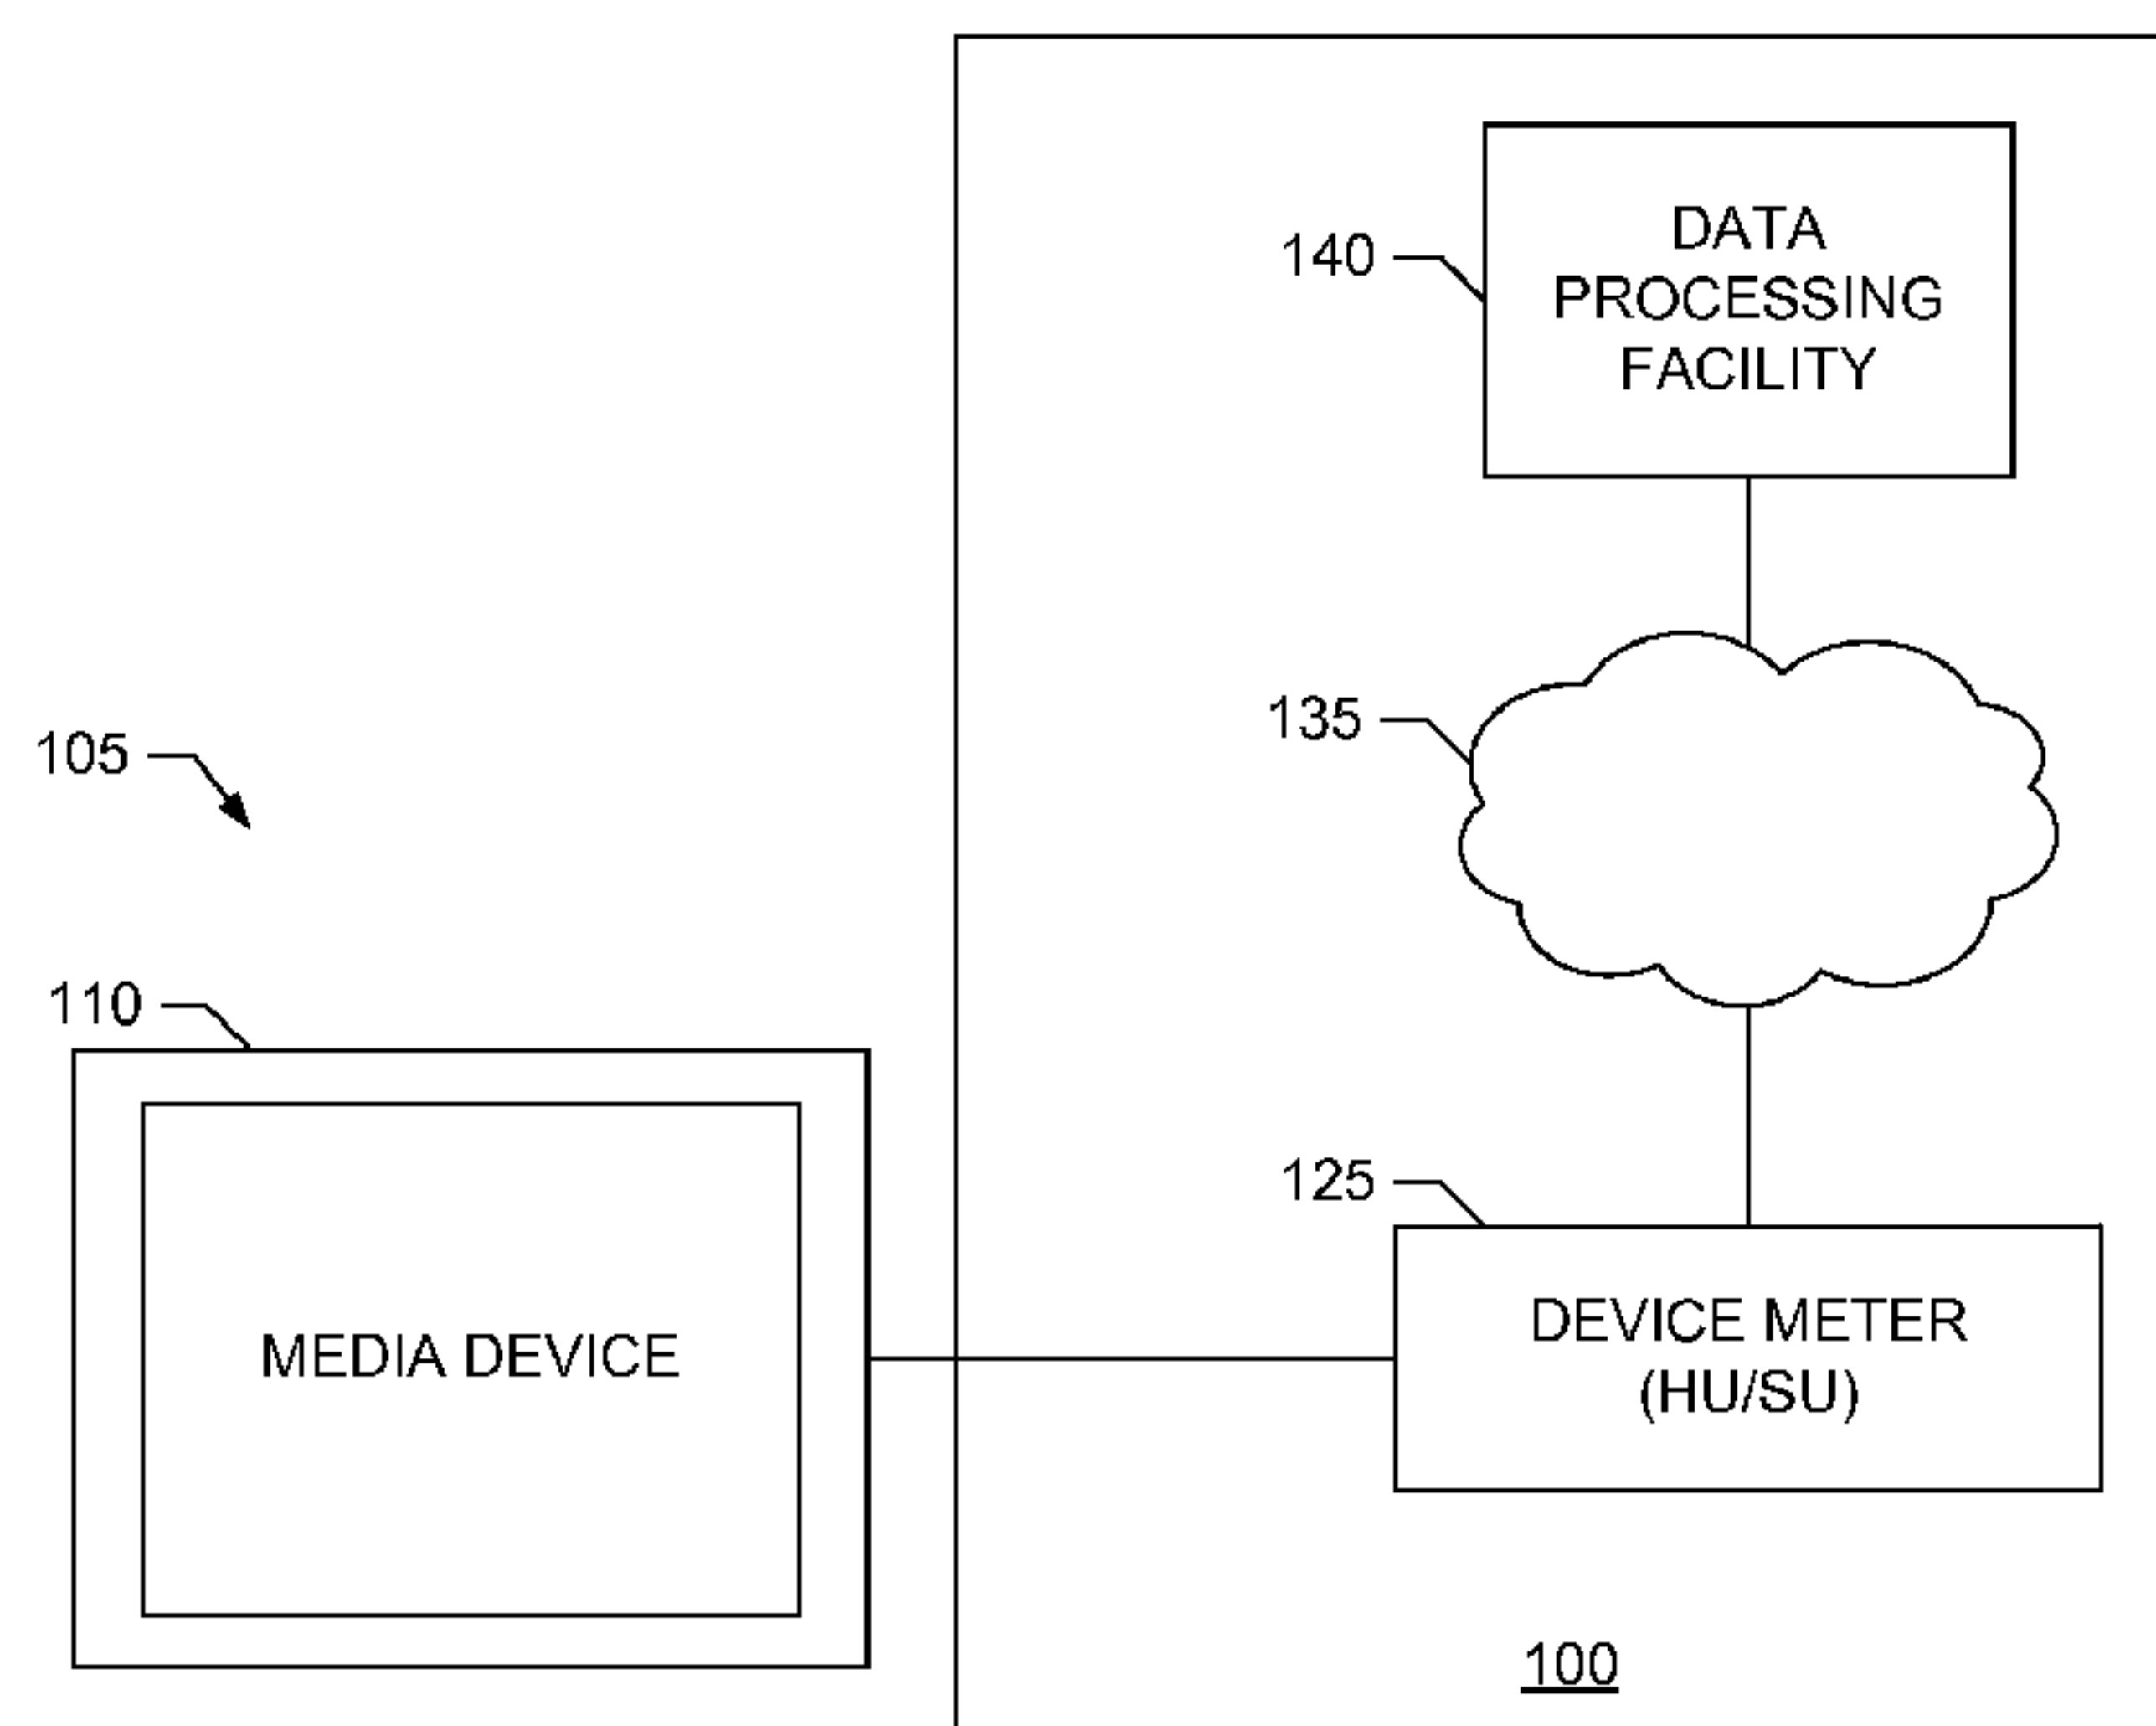 140
DATA
PROCESSING
FACILITY
135
105
110
MEDIA DEVICE
125
DEVICE METER
(HU/SU)
100